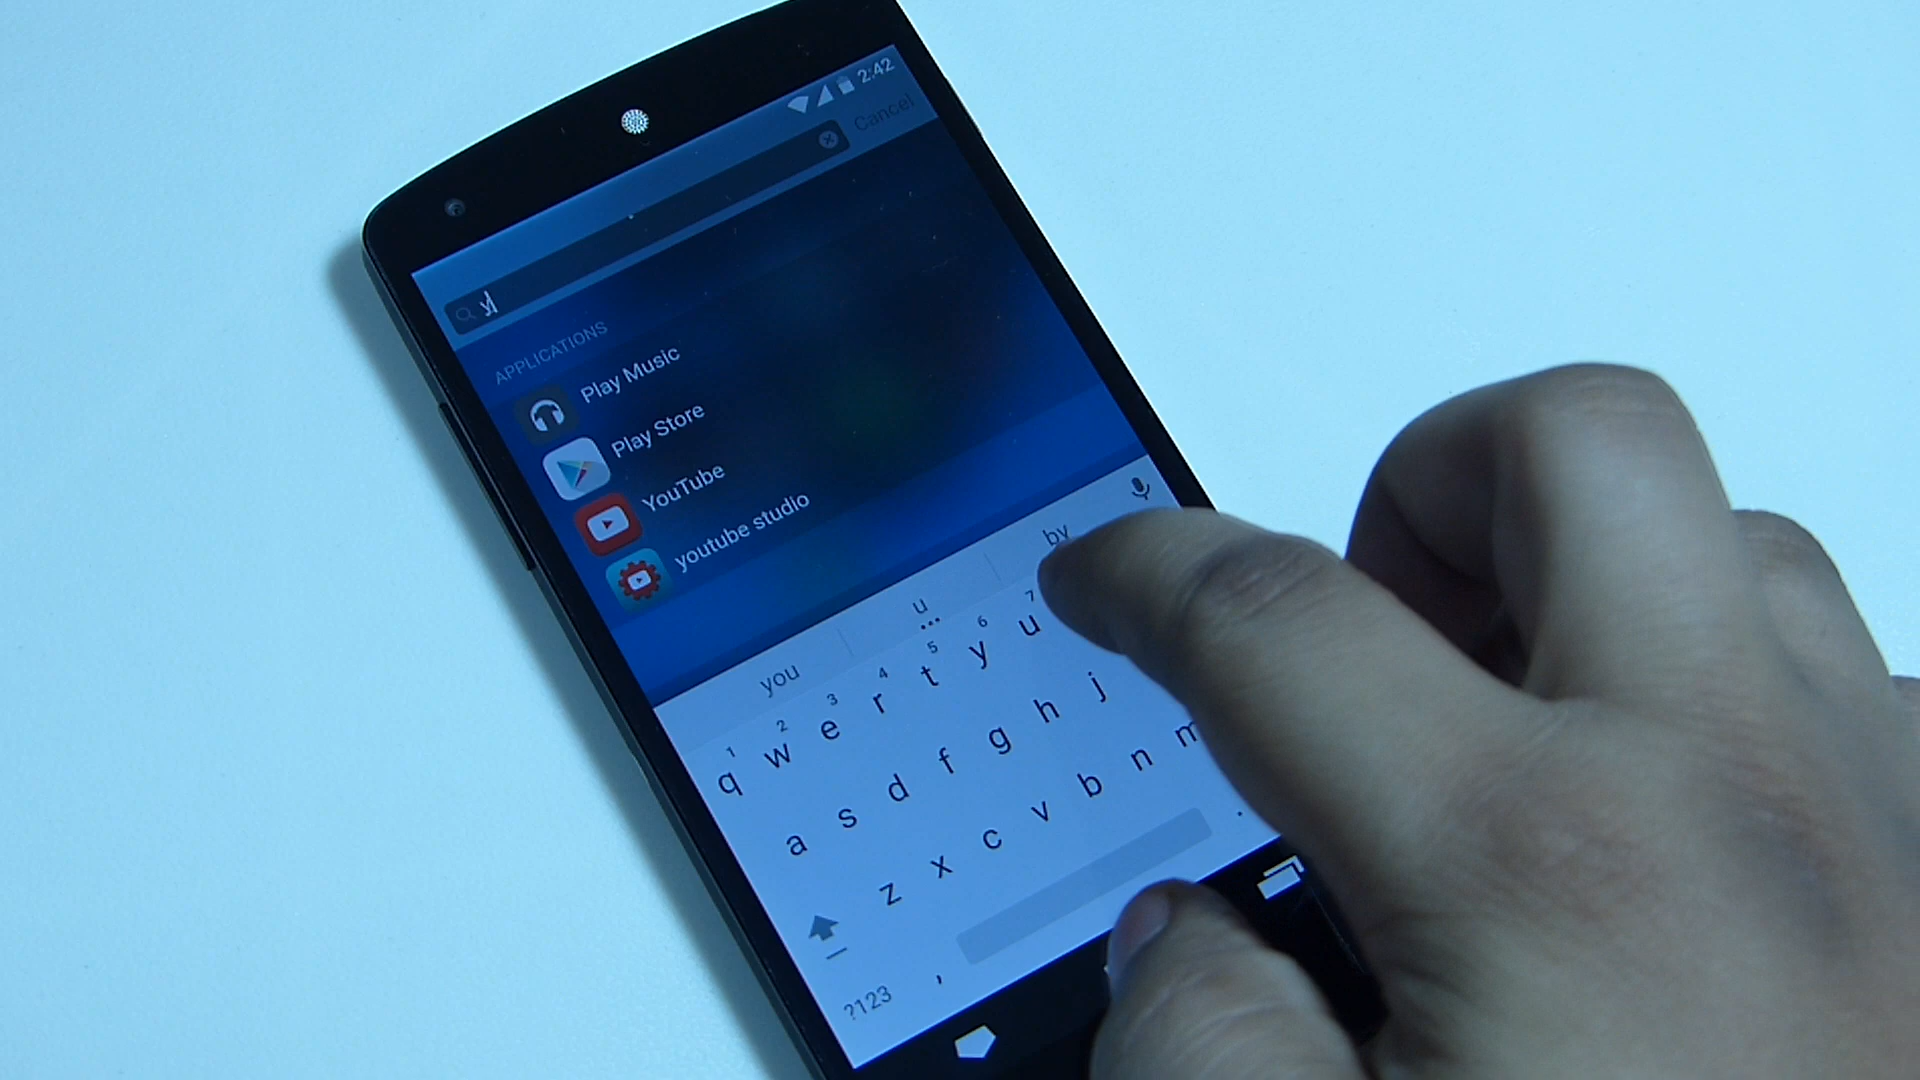 2:42
Cancel
y
APPLICATIONS
Play Music
Play Store
YouTube
youtube studio
you
u
by
1 2 3 4 5 6 7
q w e r t y u
a s d f g h j
z x c v b n m
?123 , .